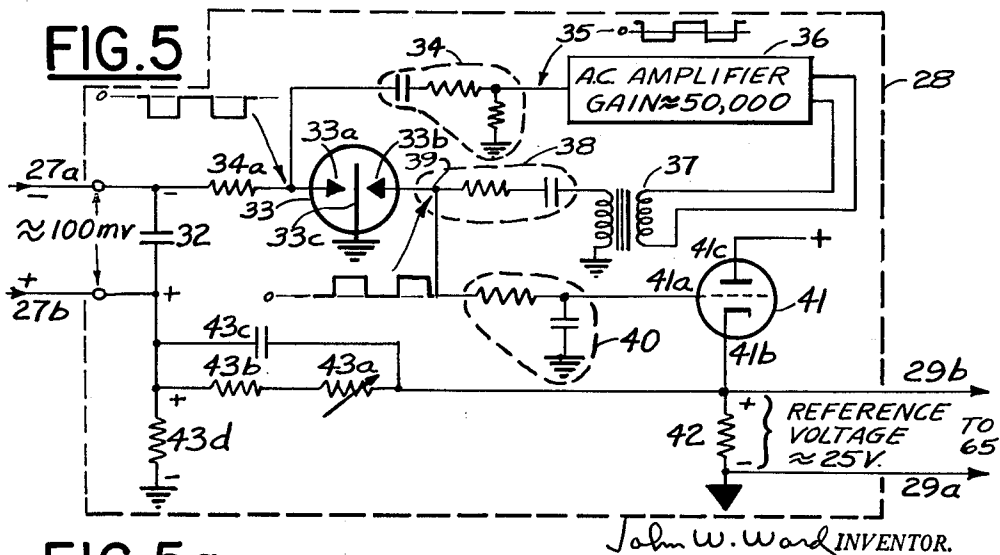 FIG.5
35
o
36
34
A.C. AMPLIFIER
GAIN≈50,000
28
o
33a
33b
39
38
27a
34a
37
−
−
33
33c
≈100mv
32
+
41c
+
+
27b
+
o
41a
41
43c
40
41b
43b
43a
29b
+
43d
−
42
+
−
REFERENCE
VOLTAGE
≈25V.
TO
65
29a
John W. Ward INVENTOR.